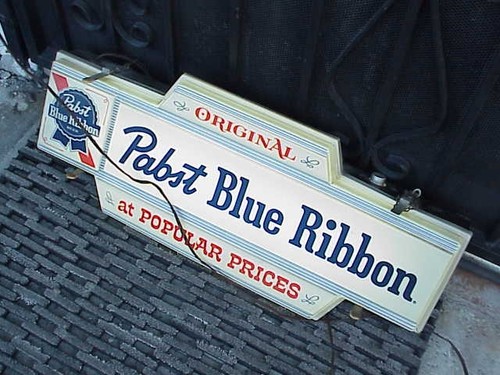 Pabst
Blue Ribbon
ORIGINAL
Pabst Blue Ribbon.
at POPULAR PRICES